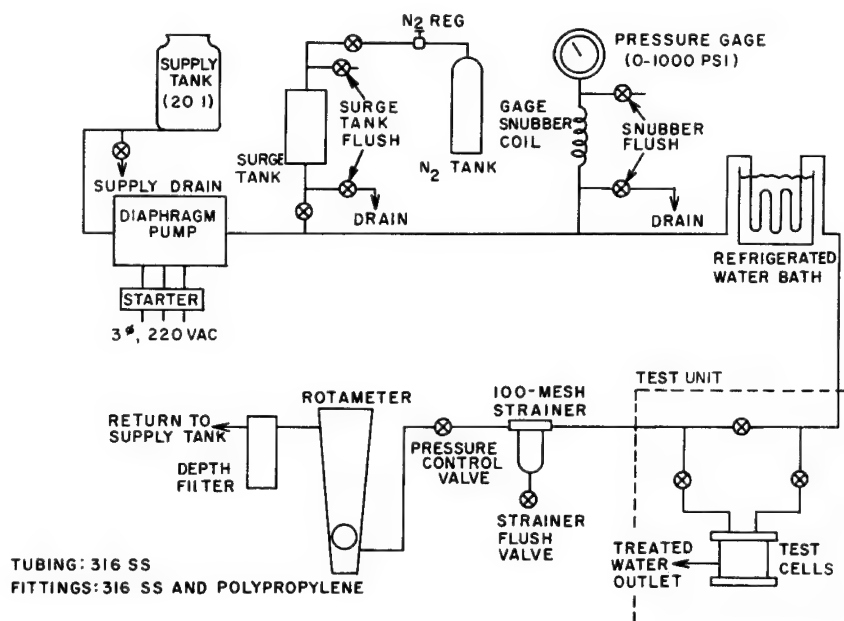 N2 REG
SUPPLY
TANK
(20 l)
PRESSURE GAGE
(0-1000 PSI)
SURGE
TANK
FLUSH
GAGE
SNUBBER
COIL
SNUBBER
FLUSH
SURGE
TANK
N2 TANK
SUPPLY DRAIN
DRAIN
DRAIN
DIAPHRAGM
PUMP
REFRIGERATED
WATER BATH
STARTER
3ø, 220 VAC
TEST UNIT
ROTAMETER
100-MESH
STRAINER
RETURN TO
SUPPLY TANK
PRESSURE
CONTROL
VALVE
DEPTH
FILTER
STRAINER
FLUSH
VALVE
TREATED
WATER
OUTLET
TEST
CELLS
TUBING: 316 SS
FITTINGS: 316 SS AND POLYPROPYLENE